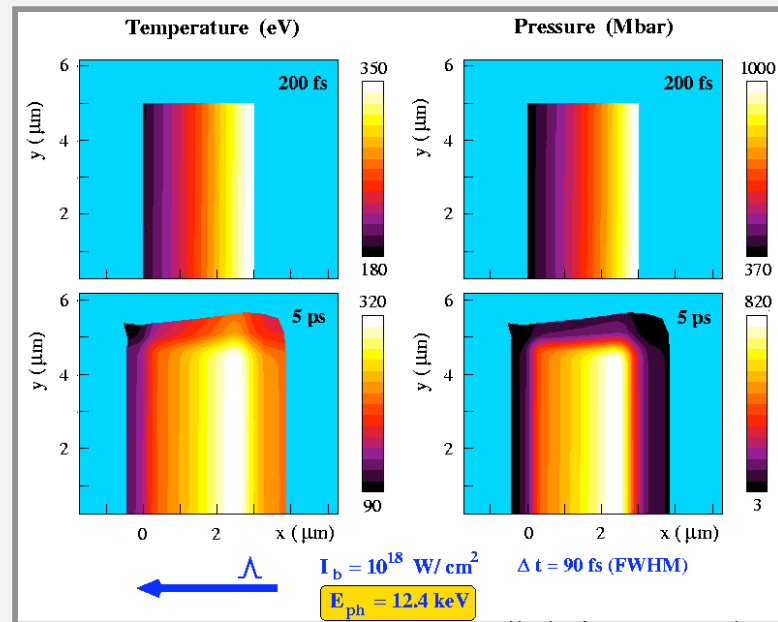 Temperature (eV)
Pressure (Mbar)
6
200 fs
350
y (μm)
4
2
180
6
200 fs
1000
y (μm)
4
2
370
6
5 ps
320
y (μm)
4
2
90
0 2 x (μm)
6
5 ps
820
y (μm)
4
2
3
0 2 x (μm)
I_b = 10^18 W/cm^2 Δt = 90 fs (FWHM)
E_ph = 12.4 keV